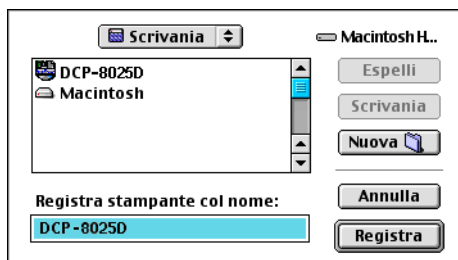 Scrivania
Macintosh H...
DCP-8025D
Macintosh
Espelli
Scrivania
Nuova
Registra stampante col nome:
DCP-8025D
Annulla
Registra